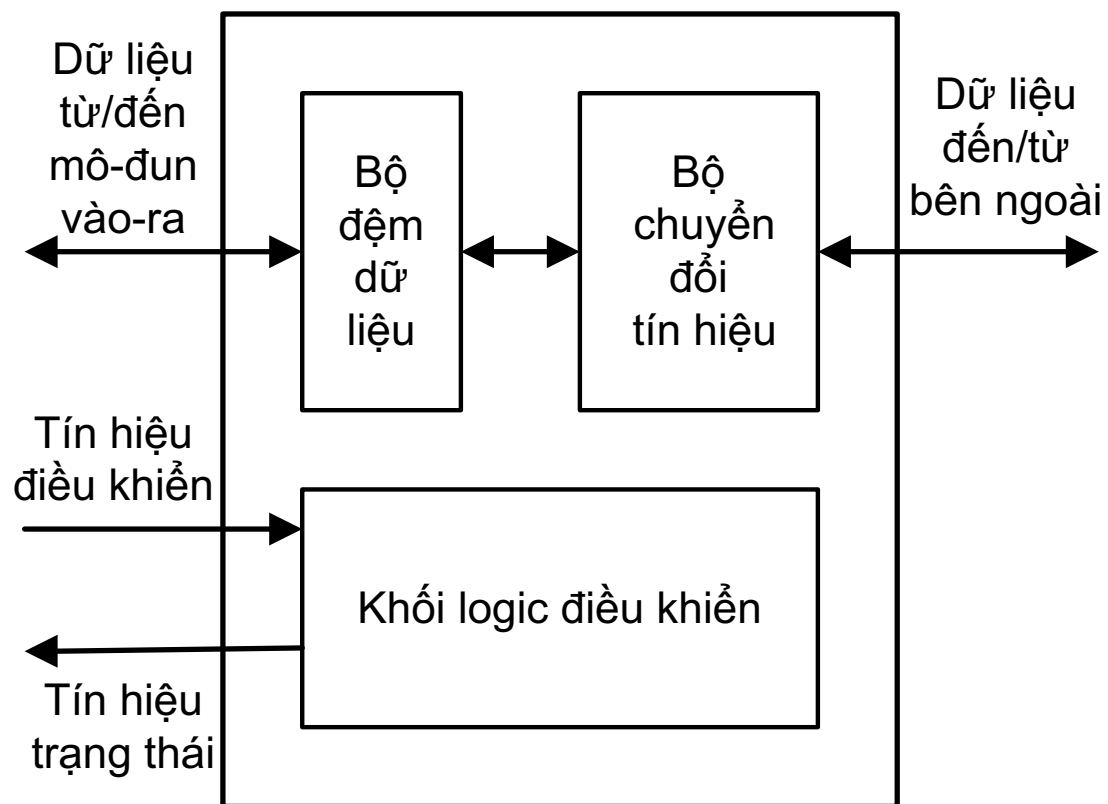 Dữ liệu
từ/đến
mô-đun
vào-ra
Bộ
đệm
dữ
liệu
Bộ
chuyển
đổi
tín hiệu
Dữ liệu
đến/từ
bên ngoài
Tín hiệu
điều khiển
Khối logic điều khiển
Tín hiệu
trạng thái